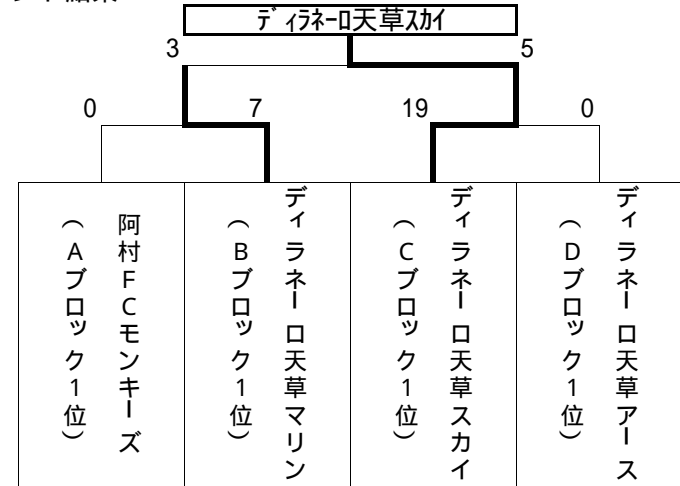 ディラネーロ天草スカイ
3
5
0
7
19
0
阿村FCモンキーズ
(Aブロック1位)
ディラネーロ天草マリン
(Bブロック1位)
ディラネーロ天草スカイ
(Cブロック1位)
ディラネーロ天草アース
(Dブロック1位)